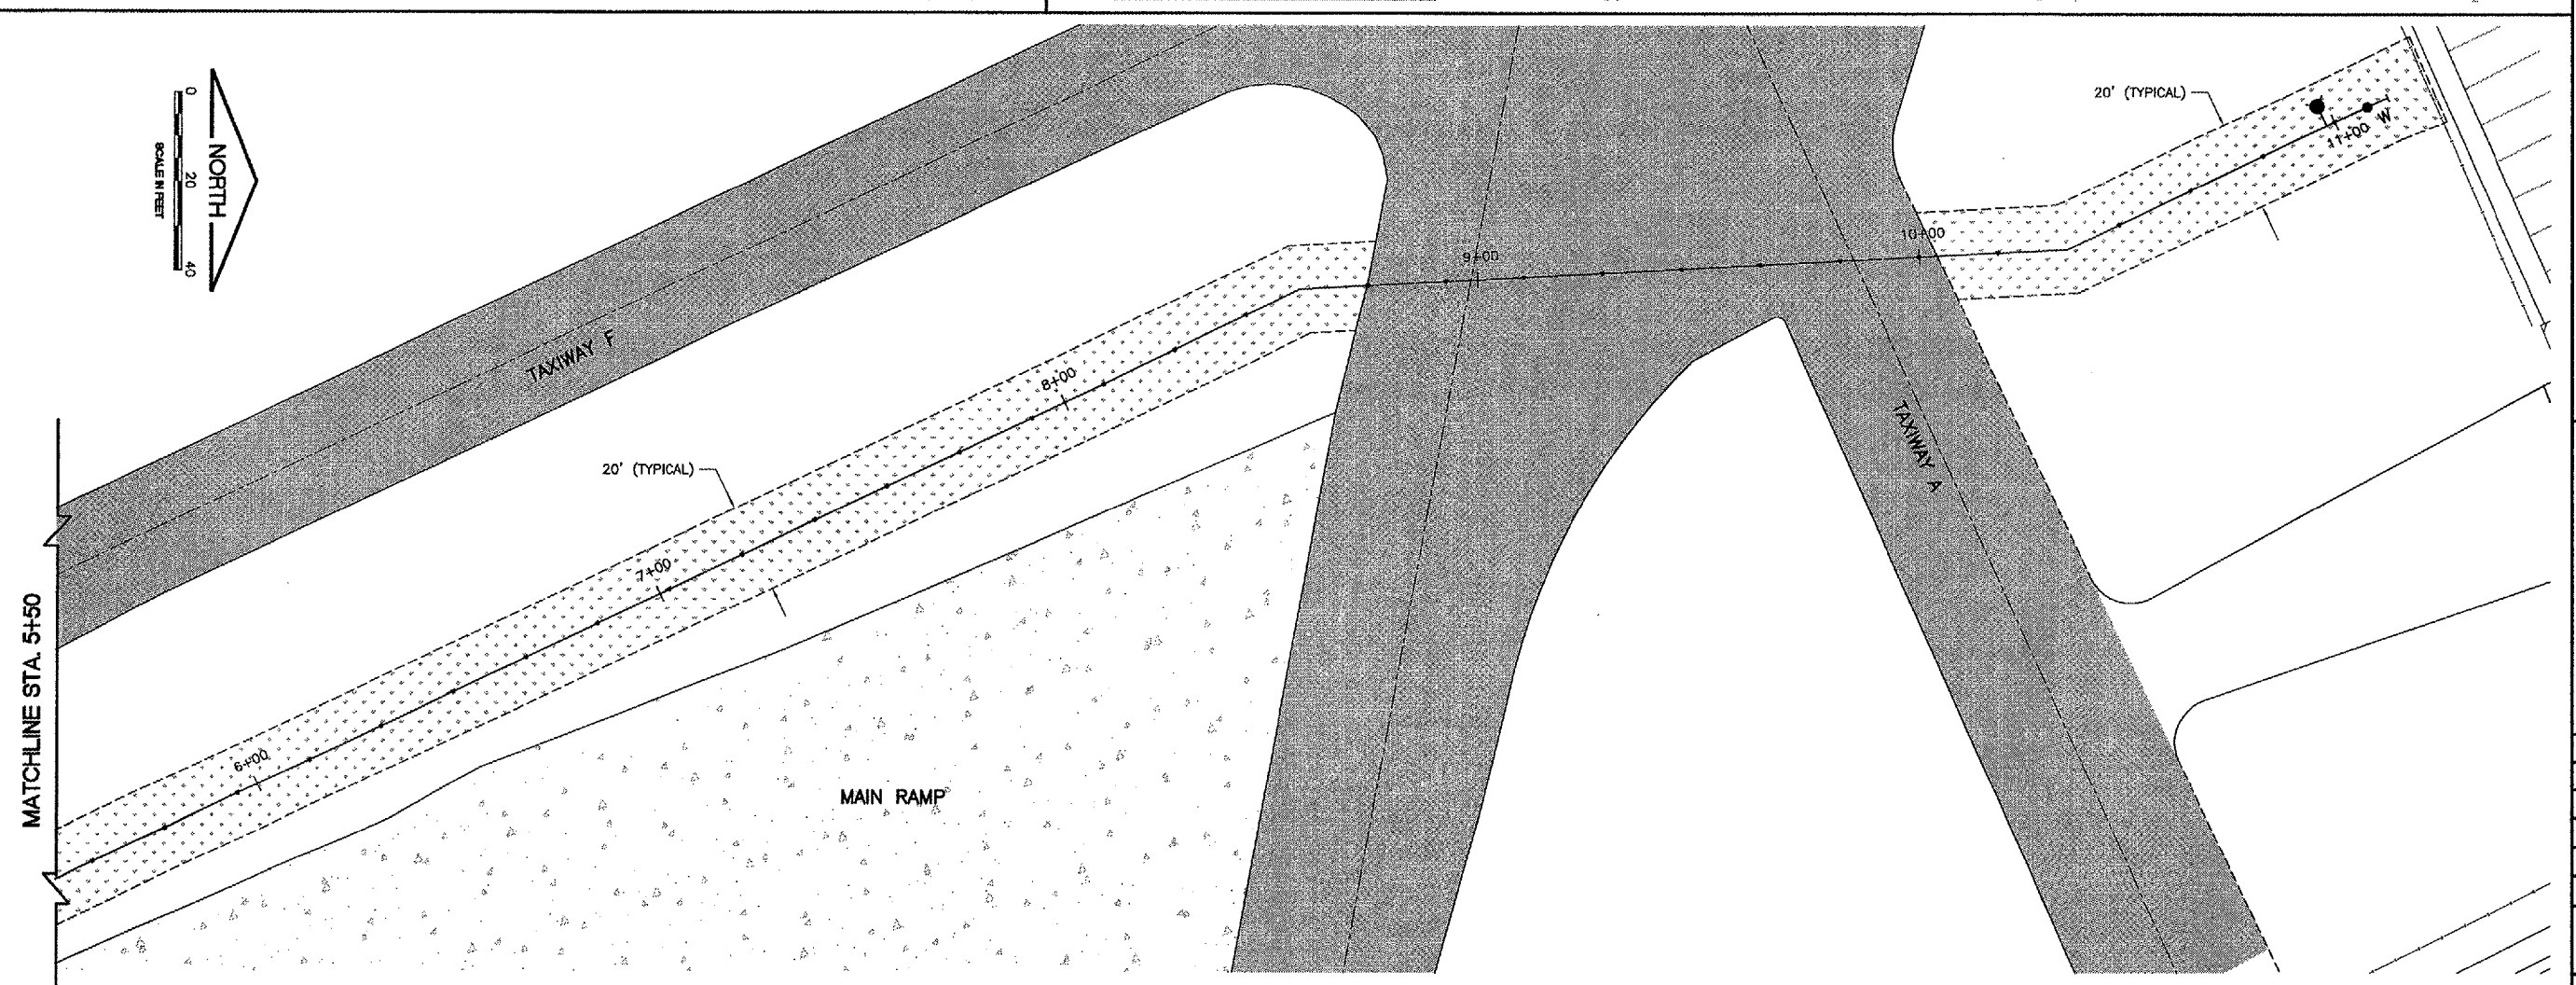 0
20
40
SCALE IN FEET
NORTH
20' (TYPICAL)
11+00 W
10+00
9+00
TAXIWAY F
8+00
TAXIWAY A
20' (TYPICAL)
7+00
MATCHLINE STA. 5+50
6+00
MAIN RAMP